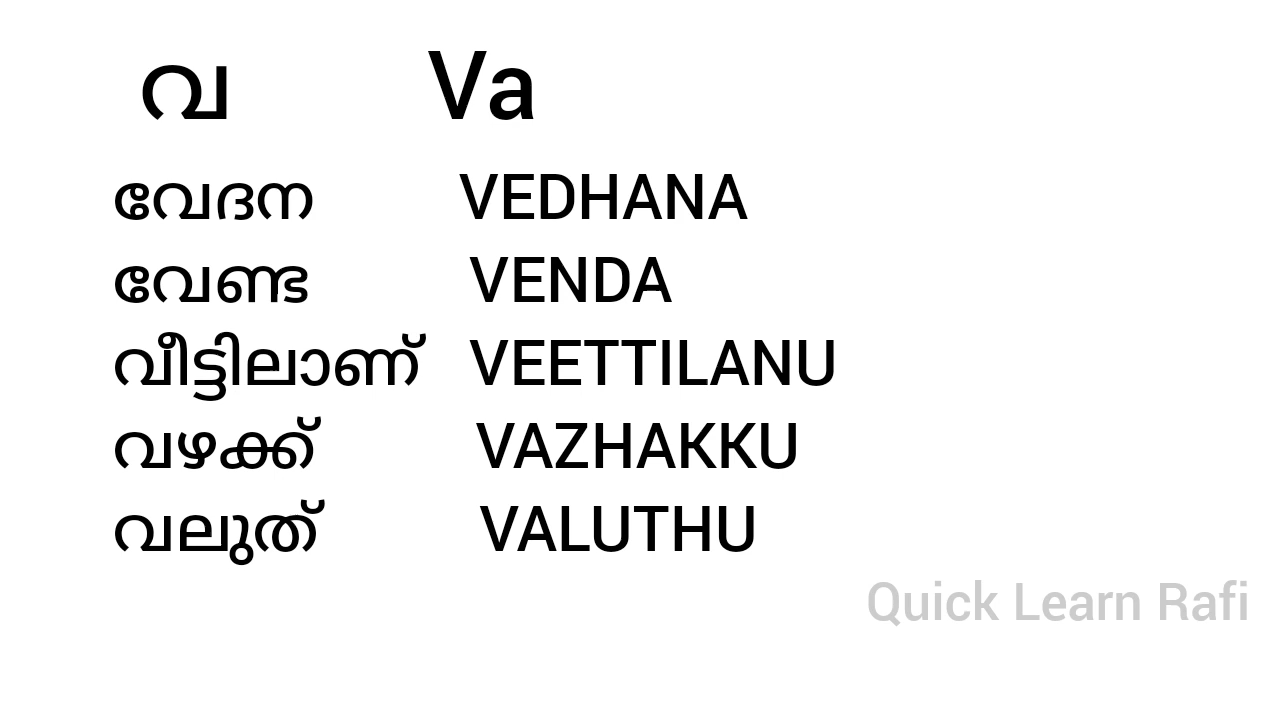 വ Va
വേദന VEDHANA
വേണ്ട VENDA
വീട്ടിലാണ് VEETTILANU
വഴക്ക് VAZHAKKU
വലുത് VALUTHU
Quick Learn Rafi